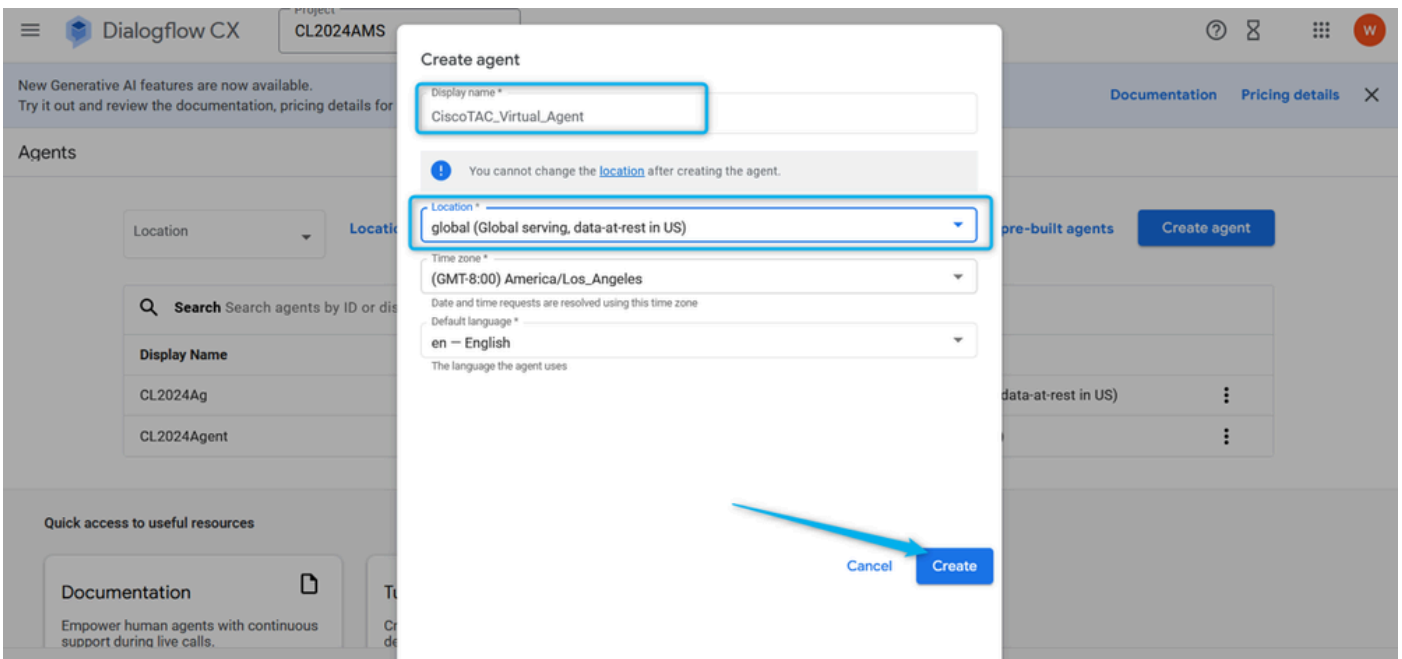 Project
Dialogflow CX
CL2024AMS
W
New Generative AI features are now available.
Try it out and review the documentation, pricing details for
Documentation
Pricing details
Agents
Location
pre-built agents
Create agent
Search Search agents by ID or
Display Name
CL2024Ag
data-at-rest in US)
CL2024Agent
Quick access to useful resources
Documentation
Empower human agents with continuous
support during live calls.
Create agent
Display name *
CiscoTAC_Virtual_Agent
You cannot change the location after creating the agent.
Location *
global (Global serving, data-at-rest in US)
Time zone *
(GMT-8:00) America/Los_Angeles
Date and time requests are resolved using this time zone
Default language *
en — English
The language the agent uses
Cancel
Create